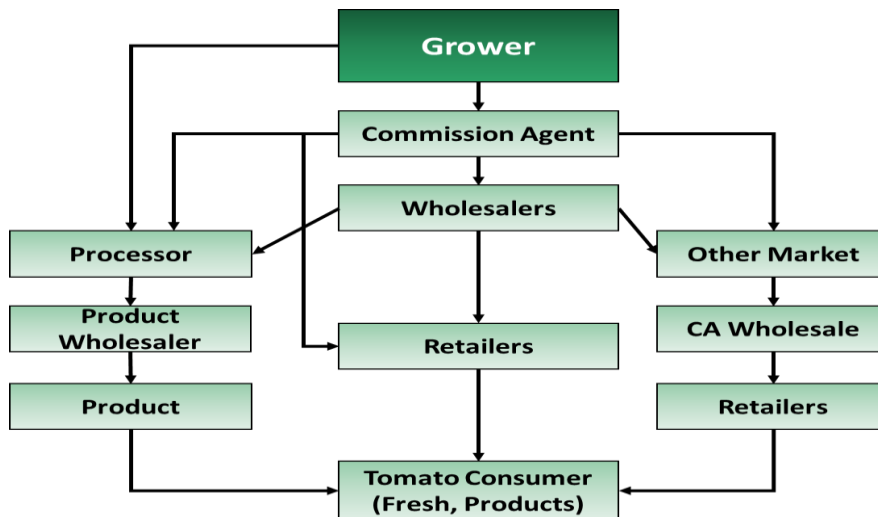 Grower
Commission Agent
Wholesalers
Processor
Other Market
Product
Wholesaler
CA Wholesale
Retailers
Product
Retailers
Tomato Consumer
(Fresh, Products)